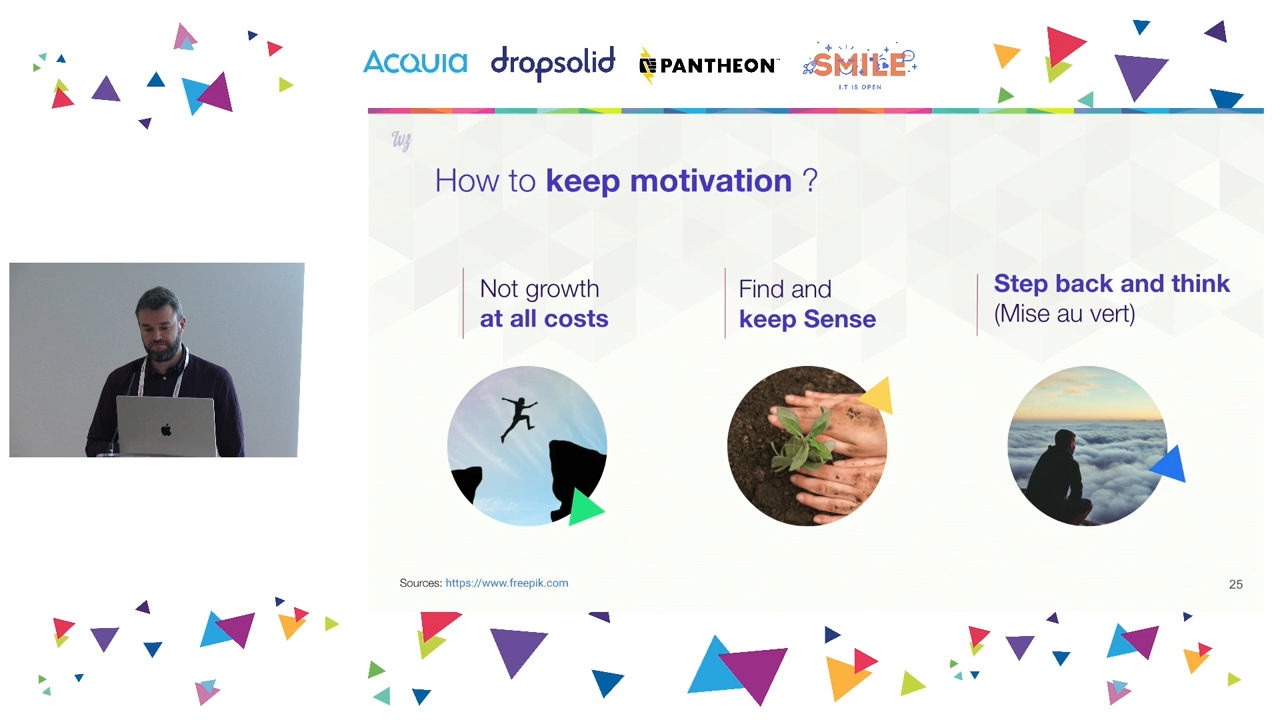 ACQUIA
dropsolid
PANTHEON
SMILE
I.T IS OPEN
How to keep motivation ?
Not growth
at all costs
Find and
keep Sense
Step back and think
(Mise au vert)
Sources: https://www.freepik.com
25